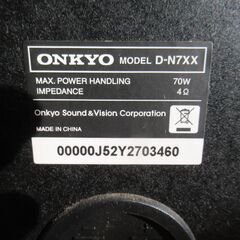 ONKYO MODEL D-N7XX
MAX. POWER HANDLING 70W
IMPEDANCE 4Ω
Onkyo Sound & Vision Corporation
MADE IN CHINA
00000J52Y2703460